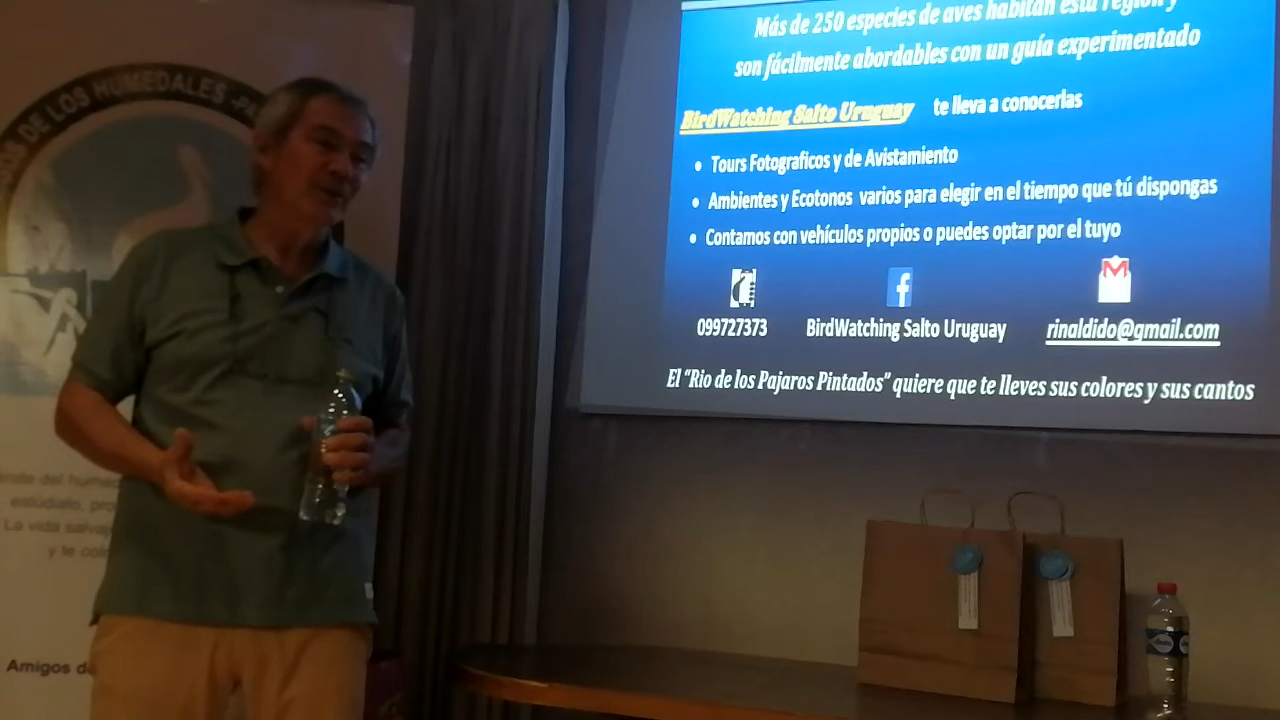 Más de 250 especies de aves habitan esta región y
son fácilmente abordables con un guía experimentado
BirdWatching Salto Uruguay te lleva a conocerlas
• Tours Fotograficos y de Avistamiento
• Ambientes y Ecotonos varios para elegir en el tiempo que tú dispongas
• Contamos con vehículos propios o puedes optar por el tuyo
099727373
BirdWatching Salto Uruguay
rinaldido@gmail.com
El "Rio de los Pajaros Pintados" quiere que te lleves sus colores y sus cantos
DE LOS HUMEDALES
del
estúdialo,
La vida
y te
Amigos